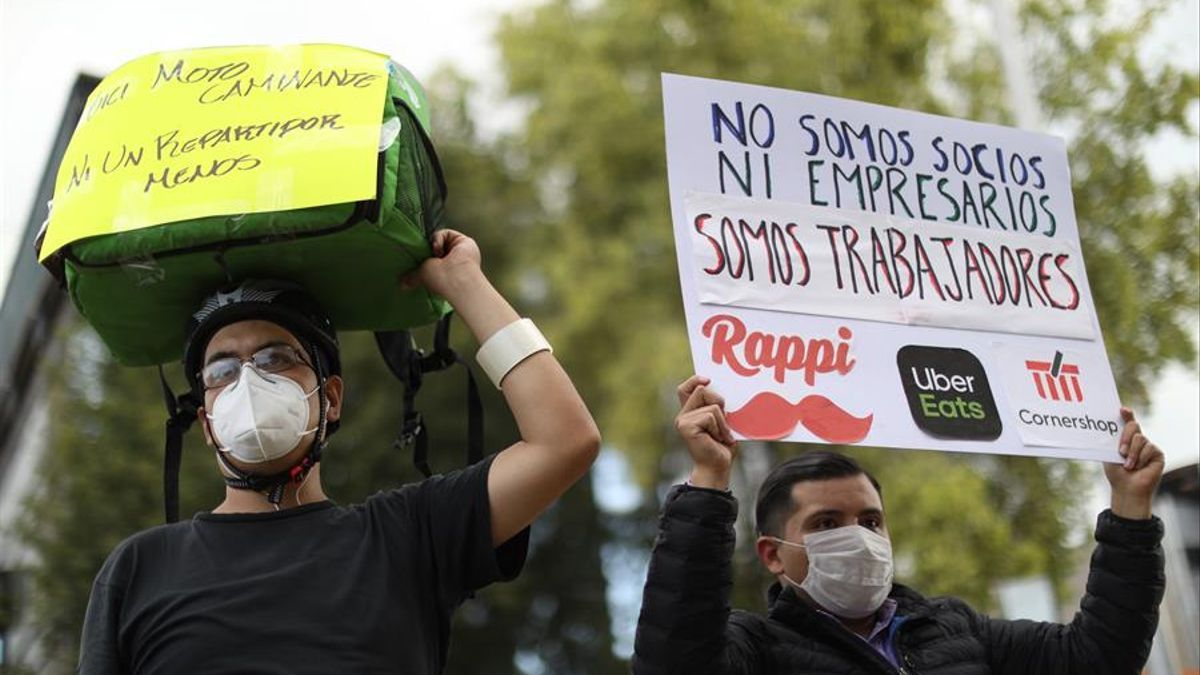 BICI MOTO
CAMINANTE
NI UN REPARTIDOR
MENOS
NO SOMOS SOCIOS
NI EMPRESARIOS
SOMOS TRABAJADORES
Rappi
Uber
Eats
Cornershop